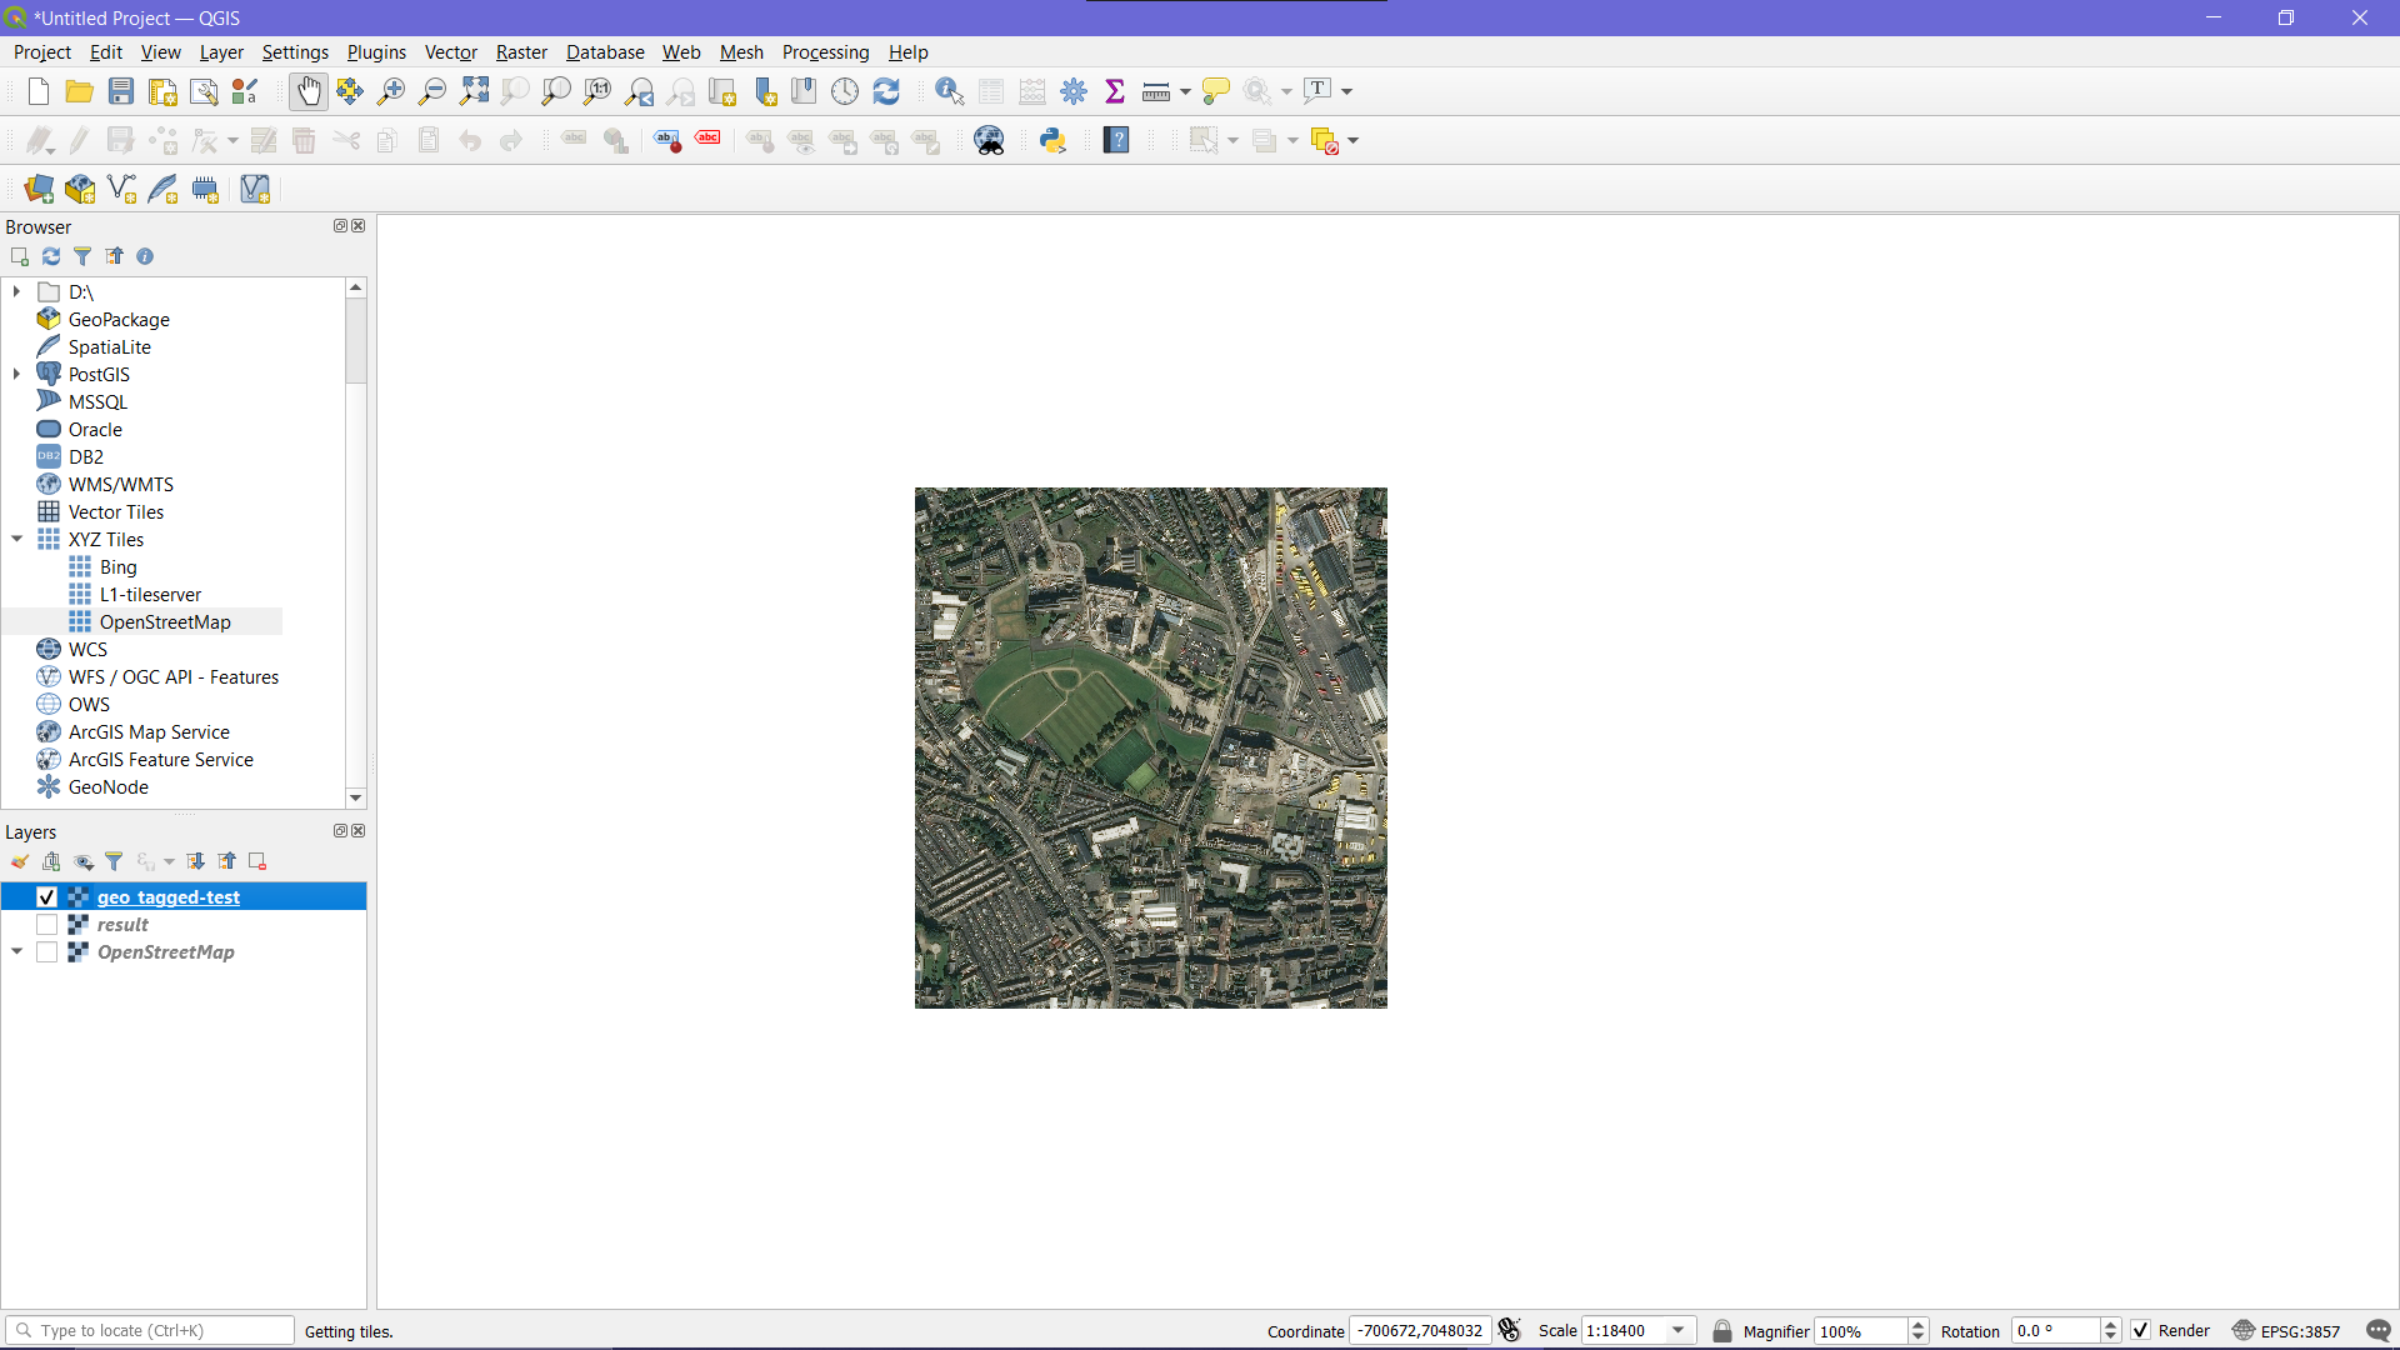 *Untitled Project — QGIS
Project Edit View Layer Settings Plugins Vector Raster Database Web Mesh Processing Help
Browser
D:\
GeoPackage
SpatiaLite
PostGIS
MSSQL
Oracle
DB2
WMS/WMTS
Vector Tiles
XYZ Tiles
Bing
L1-tileserver
OpenStreetMap
WCS
WFS / OGC API - Features
OWS
ArcGIS Map Service
ArcGIS Feature Service
GeoNode
Layers
geo_tagged-test
result
OpenStreetMap
Type to locate (Ctrl+K) Getting tiles. Coordinate -700672,7048032 Scale 1:18400 Magnifier 100% Rotation 0.0 ° Render EPSG:3857